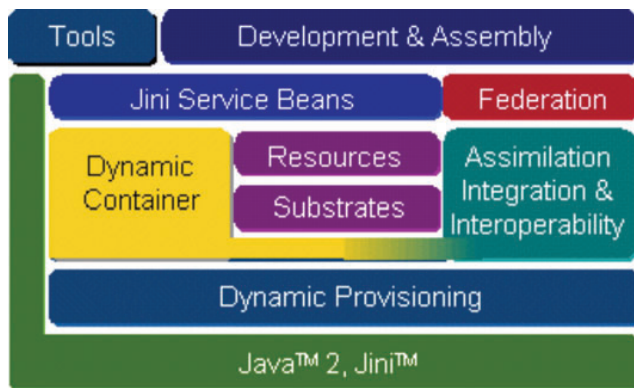 Tools
Development & Assembly
Jini Service Beans
Federation
Dynamic
Container
Resources
Substrates
Assimilation
Integration &
Interoperability
Dynamic Provisioning
Java™ 2, Jini™